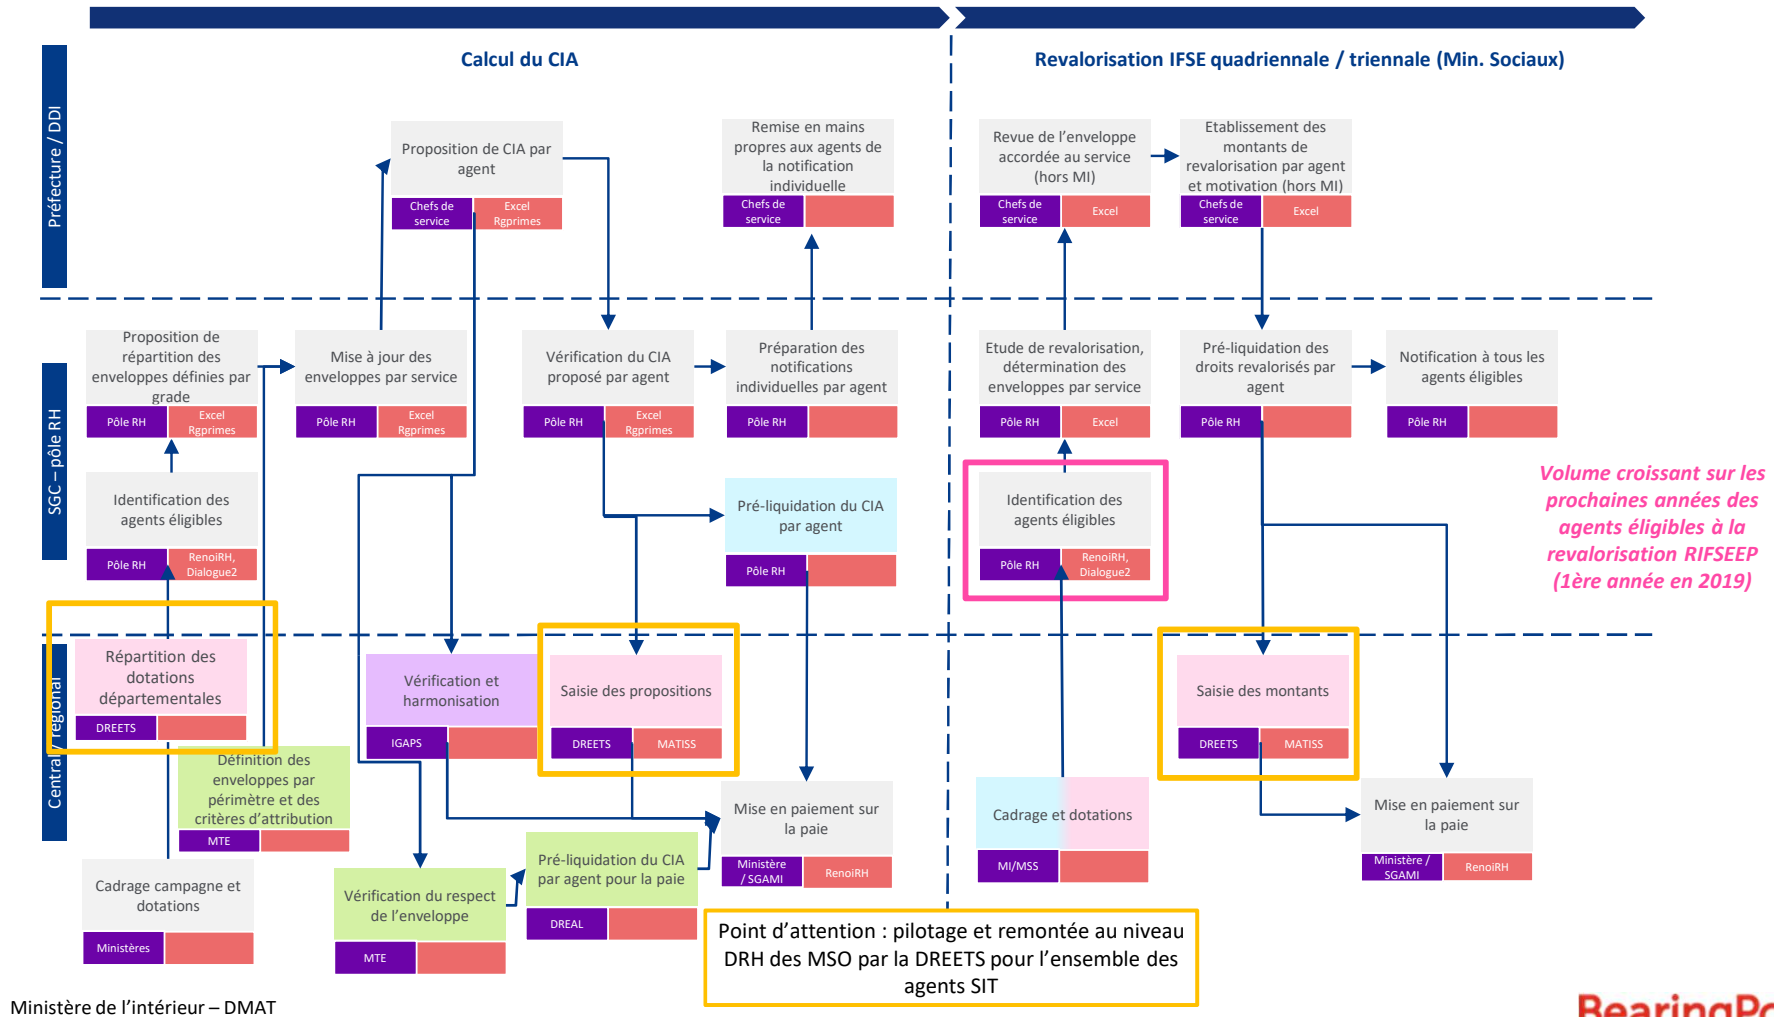 Calcul du CIA
Revalorisation IFSE quadriennale / triennale (Min. Sociaux)
Préfecture / DDI
Proposition de CIA par
agent
Chefs de
service
Excel
Rgprimes
Remise en mains
propres aux agents de
la notification
individuelle
Chefs de
service
Revue de l’enveloppe
accordée au service
(hors MI)
Chefs de
service
Excel
Etablissement des
montants de
revalorisation par agent
et motivation (hors MI)
Chefs de
service
Excel
SGC – pôle RH
Proposition de
répartition des
enveloppes définies par
grade
Pôle RH
Excel
Rgprimes
Mise à jour des
enveloppes par service
Pôle RH
Excel
Rgprimes
Vérification du CIA
proposé par agent
Pôle RH
Excel
Rgprimes
Préparation des
notifications
individuelles par agent
Pôle RH
Etude de revalorisation,
détermination des
enveloppes par service
Pôle RH
Excel
Pré-liquidation des
droits revalorisés par
agent
Pôle RH
Notification à tous les
agents éligibles
Pôle RH
Identification des
agents éligibles
Pôle RH
RenoiRH,
Dialogue2
Pré-liquidation du CIA
par agent
Pôle RH
Identification des
agents éligibles
Pôle RH
RenoiRH,
Dialogue2
Volume croissant sur les
prochaines années des
agents éligibles à la
revalorisation RIFSEEP
(1ère année en 2019)
Central / régional
Répartition des
dotations
départementales
DREETS
Vérification et
harmonisation
IGAPS
Saisie des propositions
DREETS
MATISS
Saisie des montants
DREETS
MATISS
Définition des
enveloppes par
périmètre et des
critères d’attribution
MTE
Mise en paiement sur
la paie
Ministère
/ SGAMI
RenoiRH
Cadrage et dotations
MI/MSS
Mise en paiement sur
la paie
Ministère /
SGAMI
RenoiRH
Cadrage campagne et
dotations
Ministères
Vérification du respect
de l’enveloppe
MTE
Pré-liquidation du CIA
par agent pour la paie
DREAL
Point d’attention : pilotage et remontée au niveau
DRH des MSO par la DREETS pour l’ensemble des
agents SIT
Ministère de l’intérieur – DMAT